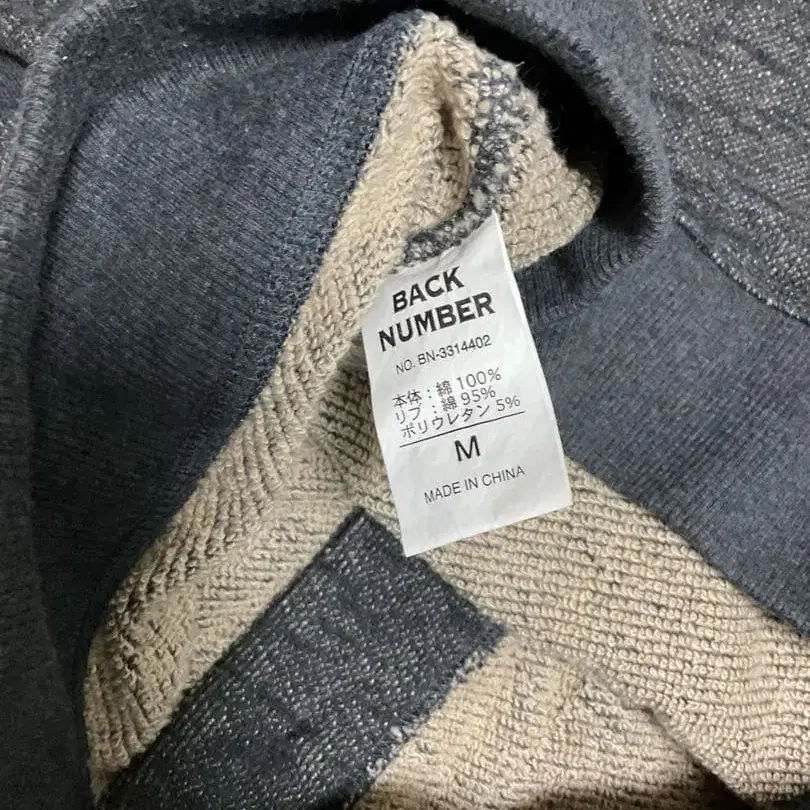 BACK
NUMBER
NO. BN-3314402
本体：綿 100%
リブ：綿 95%
ポリウレタン 5%
M
MADE IN CHINA